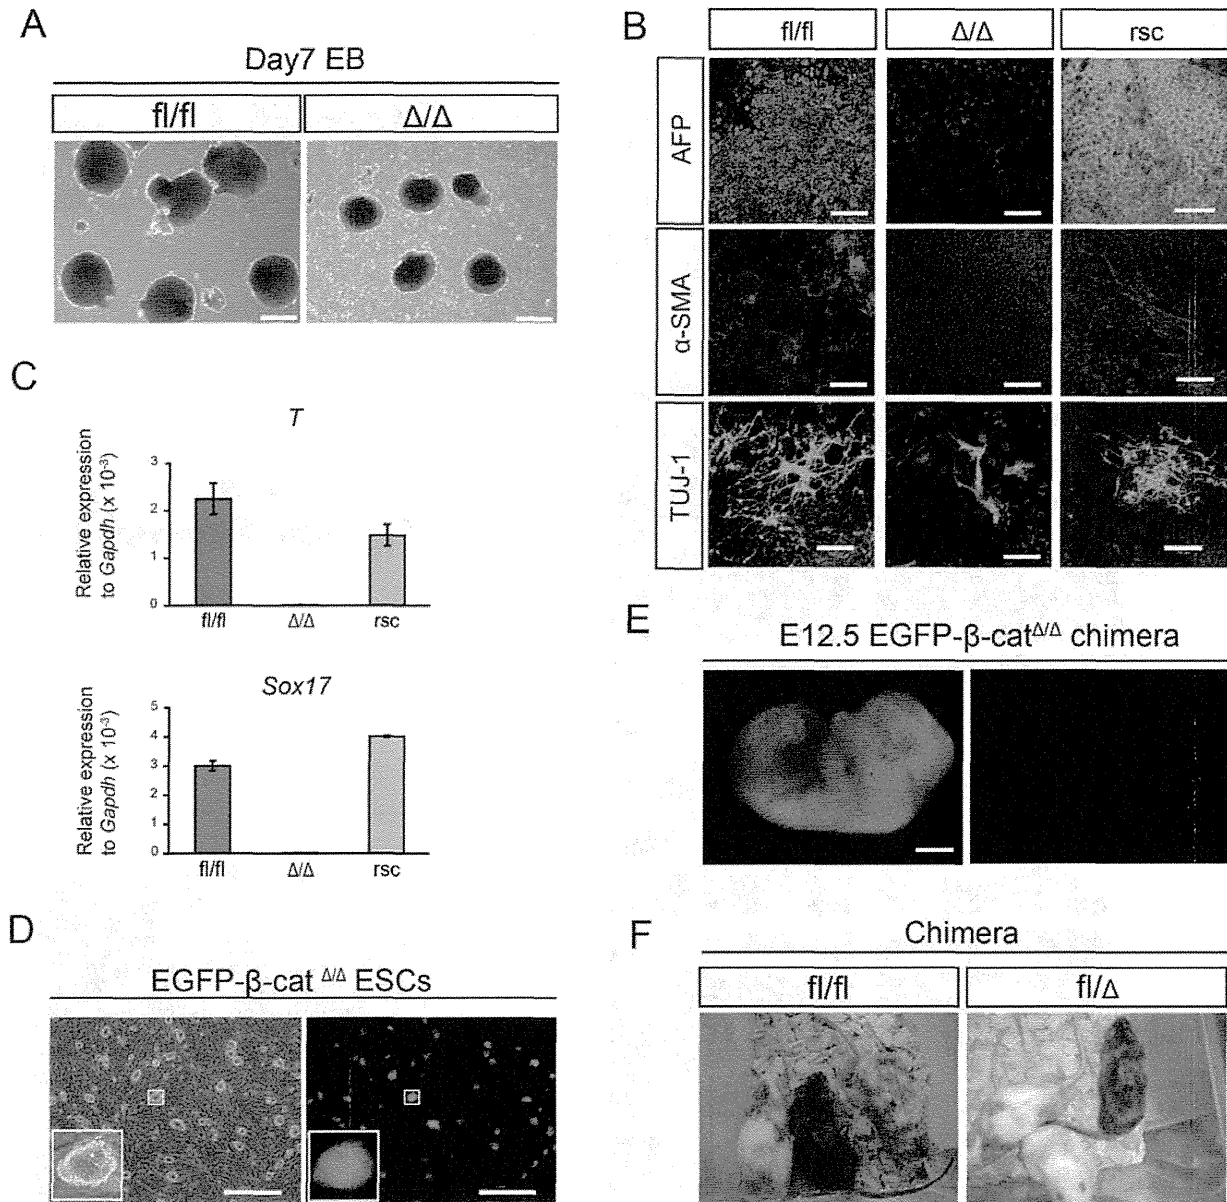 A
Day7 EB
fl/fl
Δ/Δ
B
fl/fl
Δ/Δ
rsc
AFP
α-SMA
TUJ-1
C
T
Relative expression
to Gapdh (x 10⁻³)
3
2
1
0
fl/fl
Δ/Δ
rsc
Sox17
Relative expression
to Gapdh (x 10⁻³)
5
4
3
2
1
0
fl/fl
Δ/Δ
rsc
D
EGFP-β-cat Δ/Δ ESCs
E
E12.5 EGFP-β-catΔ/Δ chimera
F
Chimera
fl/fl
fl/Δ